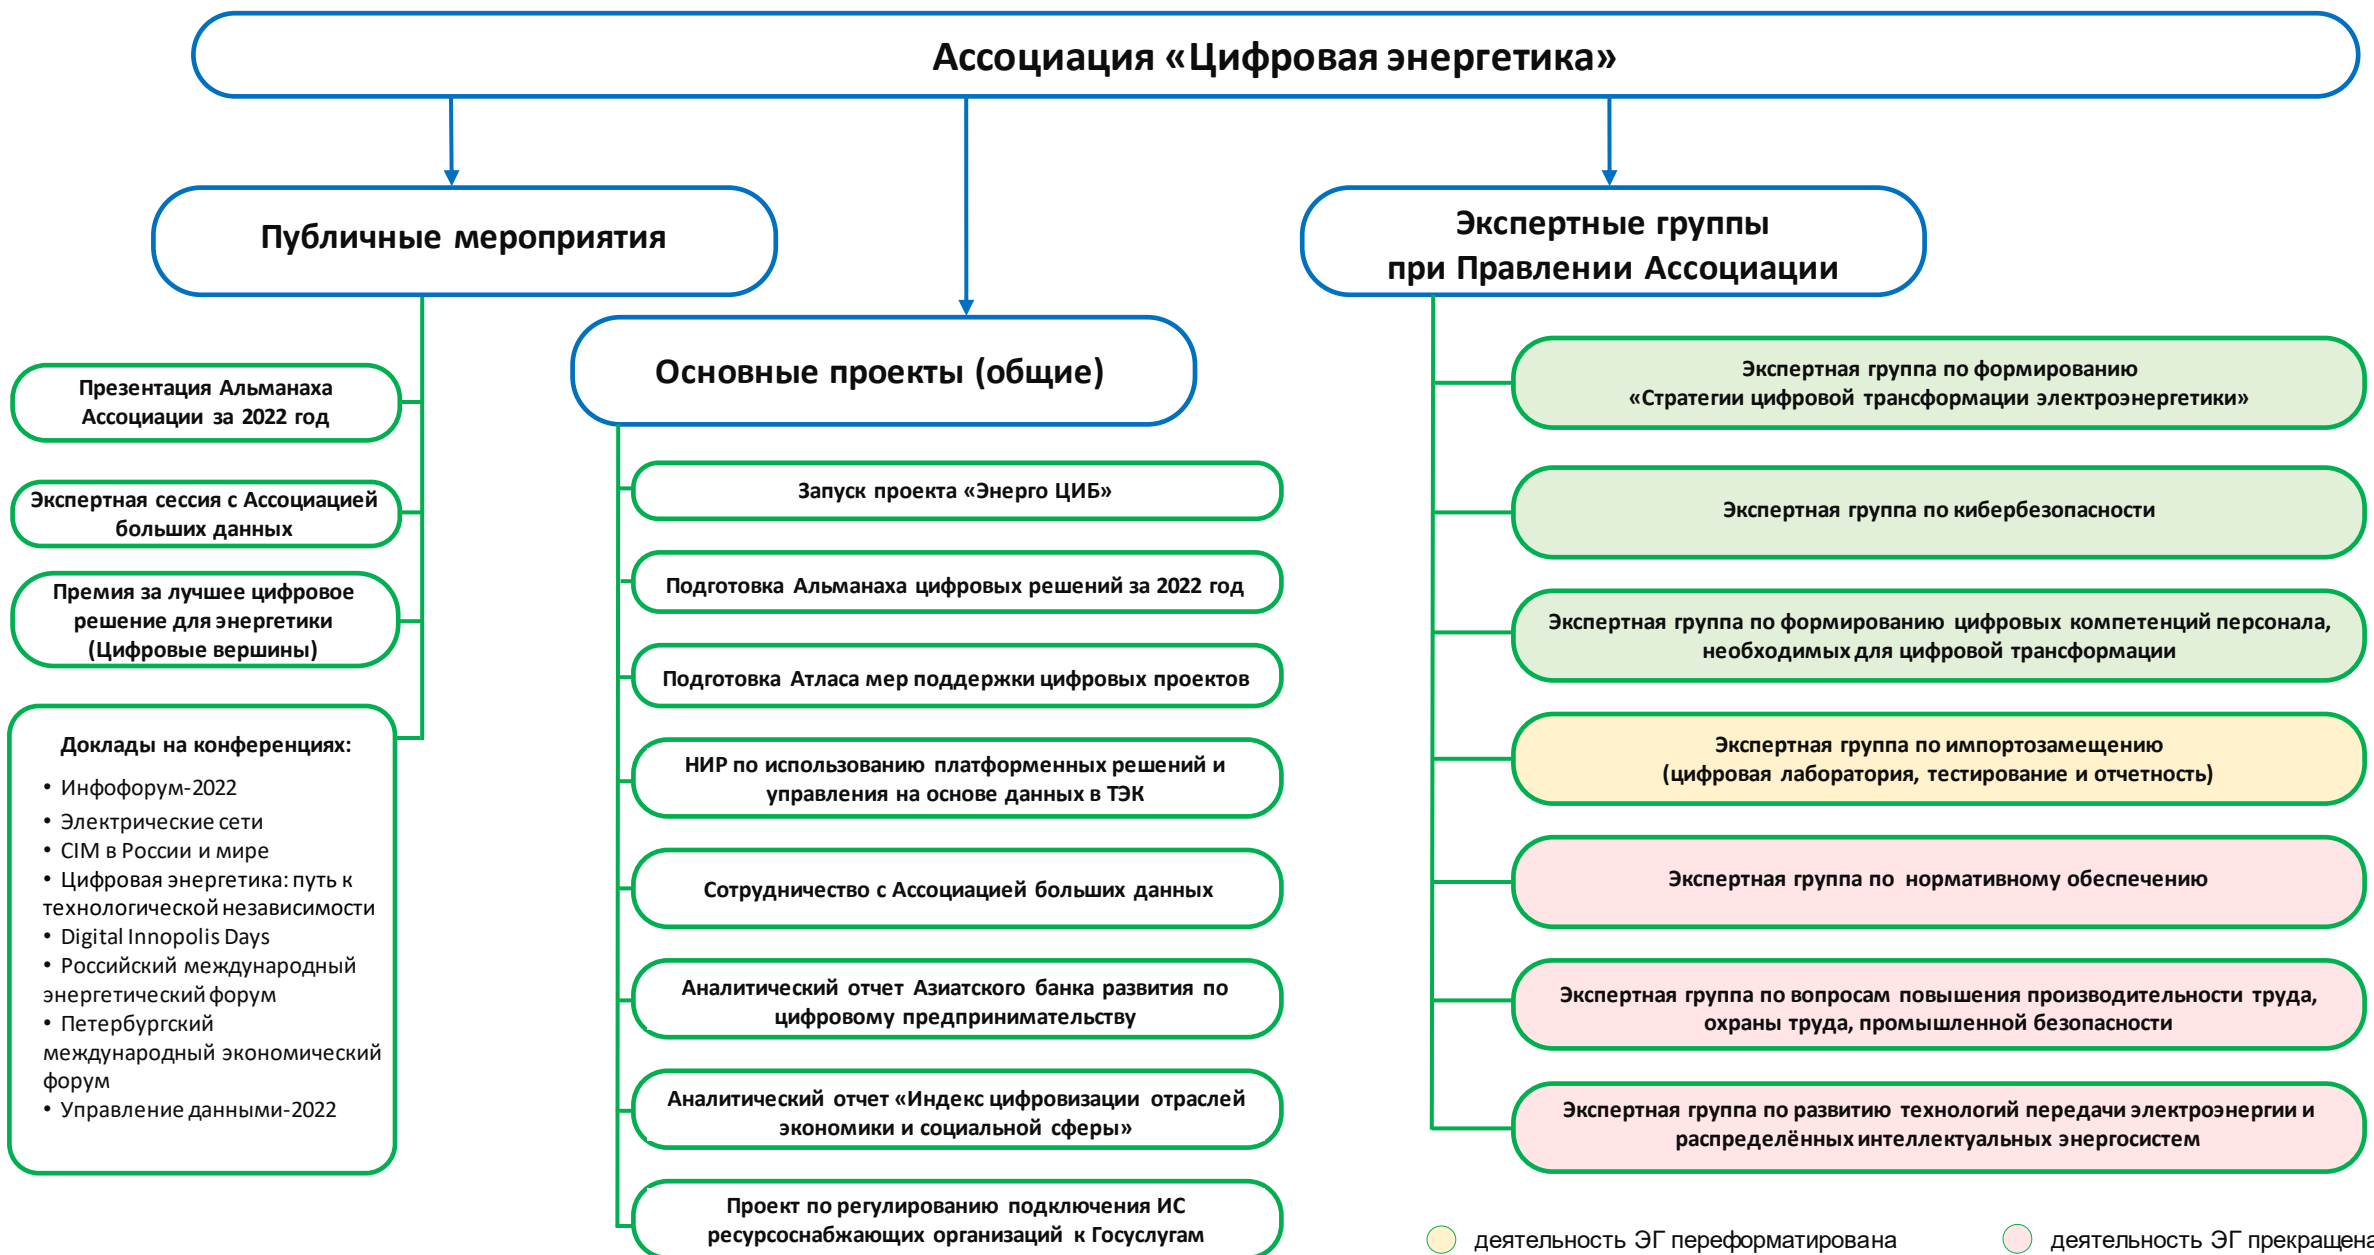 Ассоциация «Цифровая энергетика»
Публичные мероприятия
Презентация Альманаха
Ассоциации за 2022 год
Экспертная сессия с Ассоциацией
больших данных
Премия за лучшее цифровое
решение для энергетики
(Цифровые вершины)
Доклады на конференциях:
• Инфофорум-2022
• Электрические сети
• CIM в России и мире
• Цифровая энергетика: путь к
технологической независимости
• Digital Innopolis Days
• Российский международный
энергетический форум
• Петербургский
международный экономический
форум
• Управление данными-2022
Основные проекты (общие)
Запуск проекта «Энерго ЦИБ»
Подготовка Альманаха цифровых решений за 2022 год
Подготовка Атласа мер поддержки цифровых проектов
НИР по использованию платформенных решений и
управления на основе данных в ТЭК
Сотрудничество с Ассоциацией больших данных
Аналитический отчет Азиатского банка развития по
цифровому предпринимательству
Аналитический отчет «Индекс цифровизации отраслей
экономики и социальной сферы»
Проект по регулированию подключения ИС
ресурсоснабжающих организаций к Госуслугам
Экспертные группы
при Правлении Ассоциации
Экспертная группа по формированию
«Стратегии цифровой трансформации электроэнергетики»
Экспертная группа по кибербезопасности
Экспертная группа по формированию цифровых компетенций персонала,
необходимых для цифровой трансформации
Экспертная группа по импортозамещению
(цифровая лаборатория, тестирование и отчетность)
Экспертная группа по нормативному обеспечению
Экспертная группа по вопросам повышения производительности труда,
охраны труда, промышленной безопасности
Экспертная группа по развитию технологий передачи электроэнергии и
распределённых интеллектуальных энергосистем
деятельность ЭГ переформатирована
деятельность ЭГ прекращена